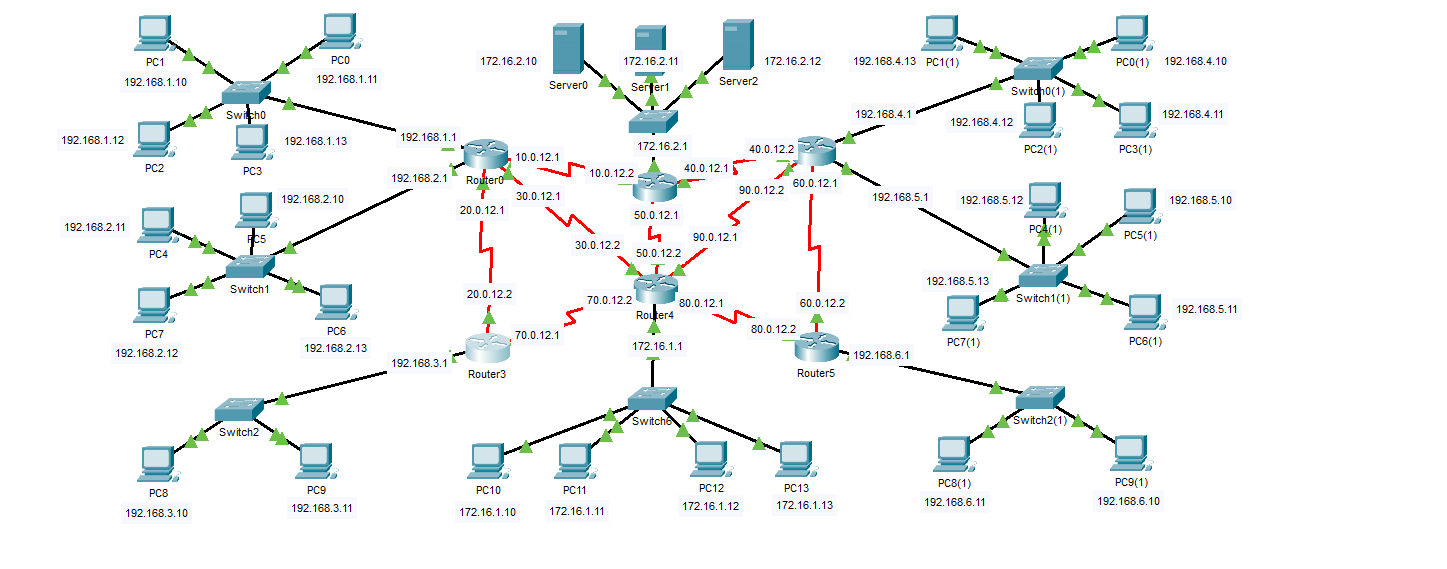 PC1
192.168.1.10
PC0
192.168.1.11
Switch0
192.168.1.12
PC2
PC3
192.168.1.13
172.16.2.10
Server0
172.16.2.11
Server1
Server2
172.16.2.12
172.16.2.1
192.168.4.13
PC1(1)
PC0(1)
192.168.4.10
Switch0(1)
192.168.4.1
192.168.4.12
PC2(1)
PC3(1)
192.168.4.11
192.168.1.1
192.168.2.1
Router0
10.0.12.1
10.0.12.2
40.0.12.1
40.0.12.2
30.0.12.1
20.0.12.1
90.0.12.2
60.0.12.1
50.0.12.1
30.0.12.2
50.0.12.2
90.0.12.1
192.168.5.1
192.168.2.10
PC5
192.168.2.11
PC4
Switch1
PC7
192.168.2.12
PC6
192.168.2.13
192.168.5.12
PC4(1)
PC5(1)
192.168.5.10
192.168.5.13
Switch1(1)
PC7(1)
PC6(1)
192.168.5.11
20.0.12.2
70.0.12.2
Router4
80.0.12.1
60.0.12.2
70.0.12.1
80.0.12.2
172.16.1.1
192.168.3.1
Router3
Router5
192.168.6.1
Switch2
PC8
192.168.3.10
PC9
192.168.3.11
Switch6
PC10
172.16.1.10
PC11
172.16.1.11
PC12
172.16.1.12
PC13
172.16.1.13
Switch2(1)
PC8(1)
192.168.6.11
PC9(1)
192.168.6.10